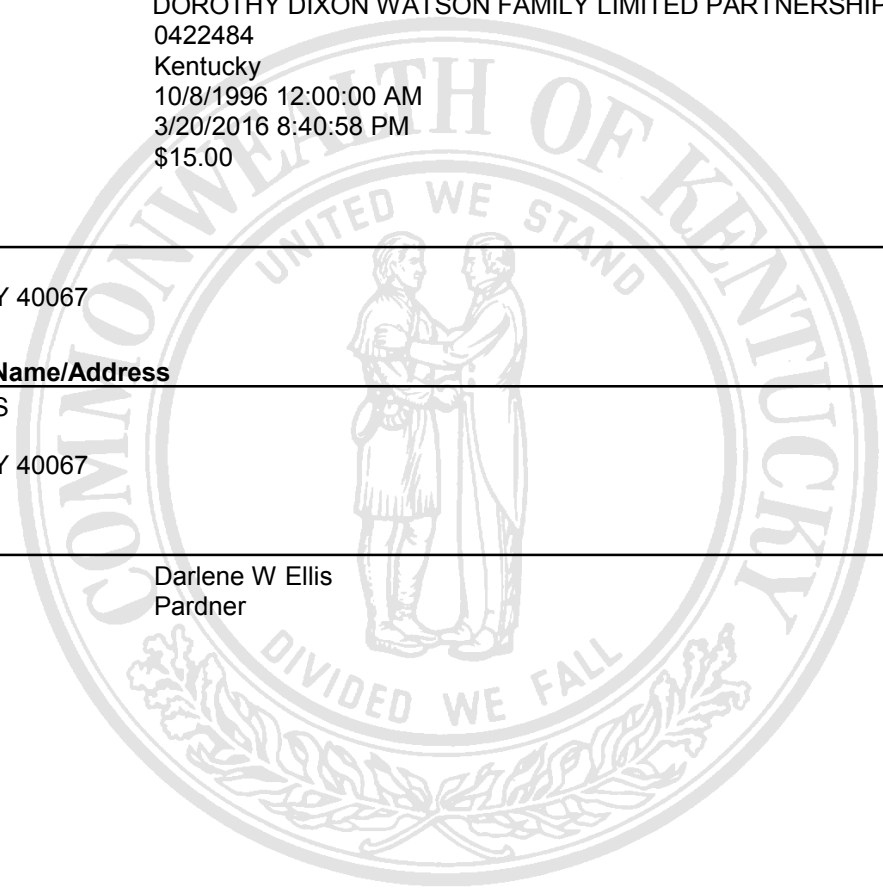 DOROTHY DIXON WATSON FAMILY LIMITED PARTNERSHIP
0422484
Kentucky
10/8/1996 12:00:00 AM
3/20/2016 8:40:58 PM
$15.00
Y 40067
Name/Address
S
Y 40067
Darlene W Ellis
Pardner
COMMONWEALTH OF KENTUCKY
UNITED WE STAND
DIVIDED WE FALL